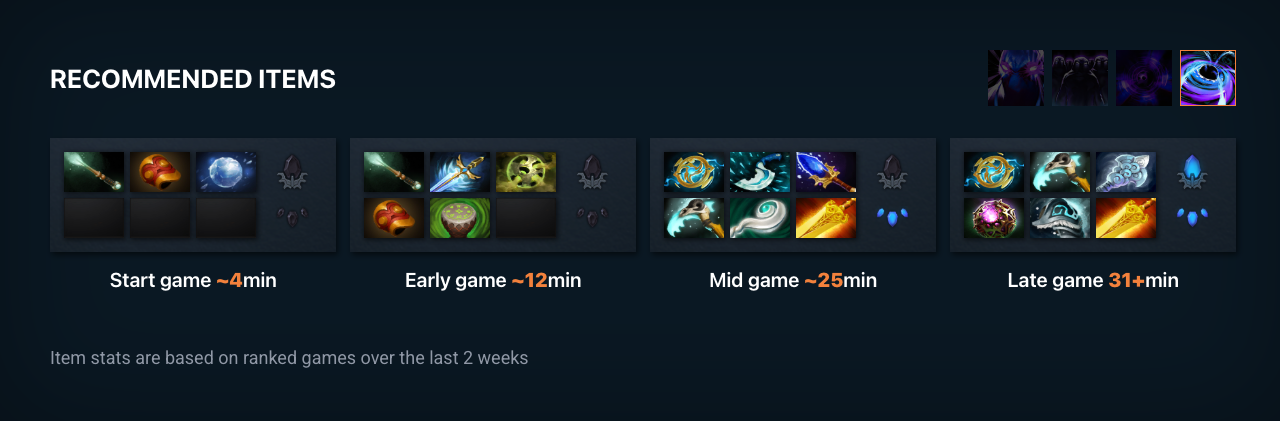 RECOMMENDED ITEMS
Start game ~4min
Early game ~12min
Mid game ~25min
Late game 31+min
Item stats are based on ranked games over the last 2 weeks